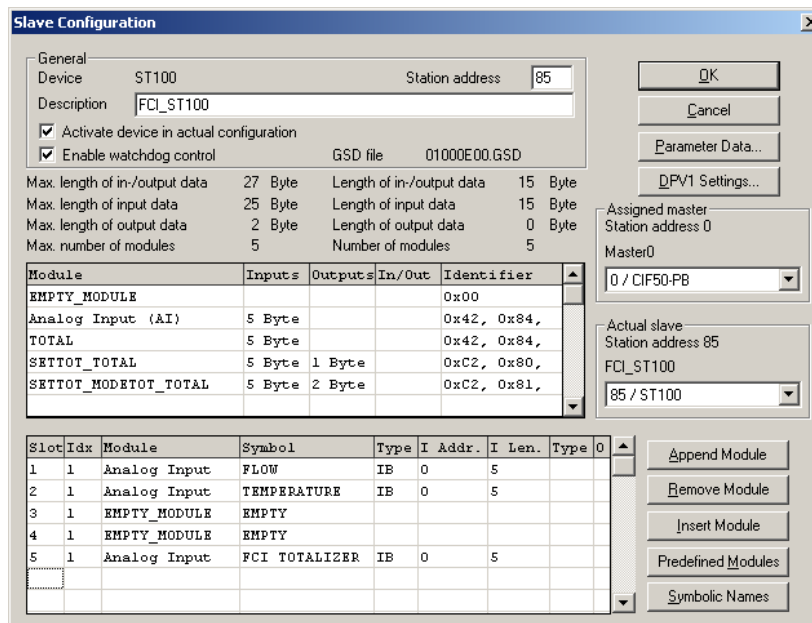 Slave Configuration
General
Device ST100 Station address 85
Description FCI_ST100
Activate device in actual configuration
Enable watchdog control GSD file 01000E00.GSD
Max. length of in-/output data 27 Byte Length of in-/output data 15 Byte
Max. length of input data 25 Byte Length of input data 15 Byte
Max. length of output data 2 Byte Length of output data 0 Byte
Max. number of modules 5 Number of modules 5
OK
Cancel
Parameter Data...
DPV1 Settings...
Assigned master
Station address 0
Master0
0 / CIF50-PB
Module Inputs Outputs In/Out Identifier
EMPTY_MODULE 0x00
Analog Input (AI) 5 Byte 0x42, 0x84,
TOTAL 5 Byte 0x42, 0x84,
SETTOT_TOTAL 5 Byte 1 Byte 0xC2, 0x80,
SETTOT_MODETOT_TOTAL 5 Byte 2 Byte 0xC2, 0x81,
Actual slave
Station address 85
FCI_ST100
85 / ST100
Slot Idx Module Symbol Type I Addr. I Len. Type O
1 1 Analog Input FLOW IB 0 5
2 1 Analog Input TEMPERATURE IB 0 5
3 1 EMPTY_MODULE EMPTY
4 1 EMPTY_MODULE EMPTY
5 1 Analog Input FCI TOTALIZER IB 0 5
Append Module
Remove Module
Insert Module
Predefined Modules
Symbolic Names